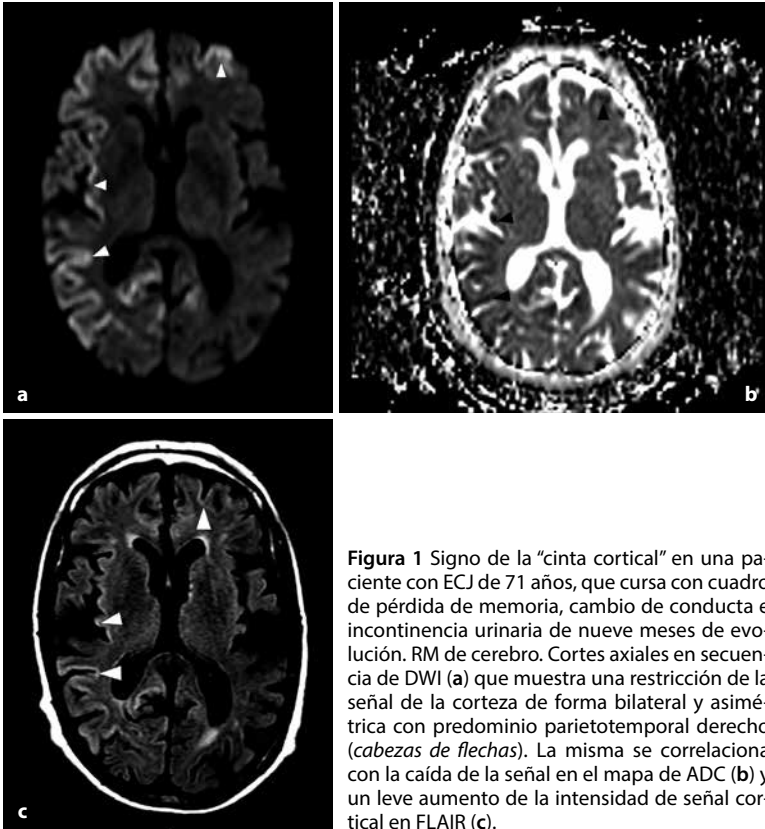 a
b
c
Figura 1 Signo de la “cinta cortical” en una pa-
ciente con ECJ de 71 años, que cursa con cuadro
de pérdida de memoria, cambio de conducta e
incontinencia urinaria de nueve meses de evo-
lución. RM de cerebro. Cortes axiales en secuen-
cia de DWI (a) que muestra una restricción de la
señal de la corteza de forma bilateral y asimé-
trica con predominio parietotemporal derecho
(cabezas de flechas). La misma se correlaciona
con la caída de la señal en el mapa de ADC (b) y
un leve aumento de la intensidad de señal cor-
tical en FLAIR (c).